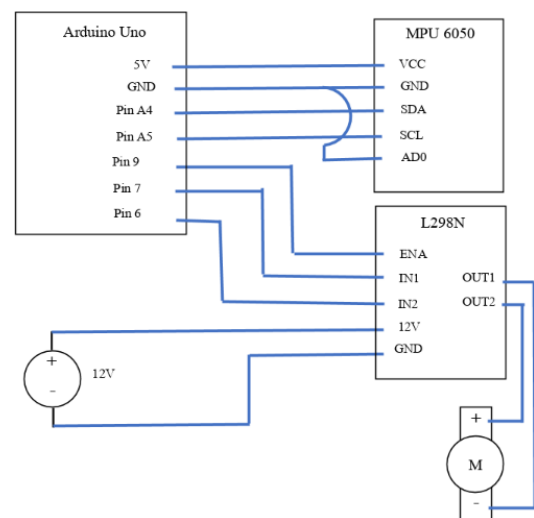 Arduino Uno
5V
GND
Pin A4
Pin A5
Pin 9
Pin 7
Pin 6
MPU 6050
VCC
GND
SDA
SCL
AD0
L298N
ENA
IN1
IN2
12V
GND
OUT1
OUT2
+
-
12V
+
M
-